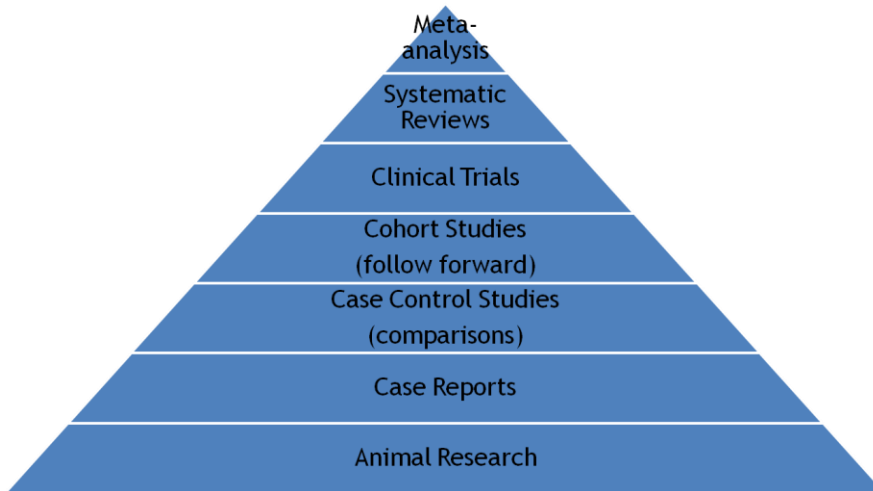 Meta-
analysis
Systematic
Reviews
Clinical Trials
Cohort Studies
(follow forward)
Case Control Studies
(comparisons)
Case Reports
Animal Research